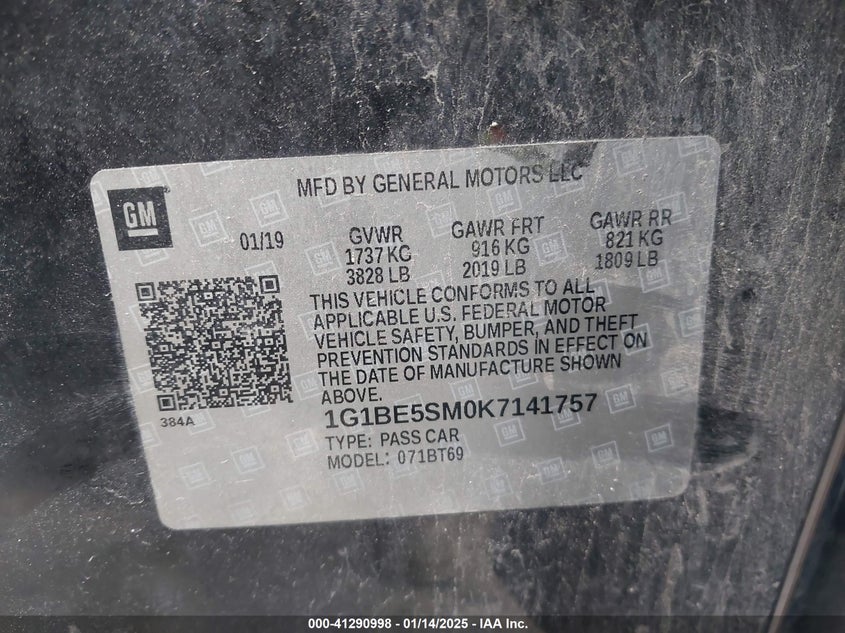 MFD BY GENERAL MOTORS LLC
GM
01/19
GVWR
1737 KG
3828 LB
GAWR FRT
916 KG
2019 LB
GAWR RR
821 KG
1809 LB
THIS VEHICLE CONFORMS TO ALL
APPLICABLE U.S. FEDERAL MOTOR
VEHICLE SAFETY, BUMPER, AND THEFT
PREVENTION STANDARDS IN EFFECT ON
THE DATE OF MANUFACTURE SHOWN
ABOVE.
384A
1G1BE5SM0K7141757
TYPE: PASS CAR
MODEL: 071BT69
000-41290998 - 01/14/2025 - IAA Inc.